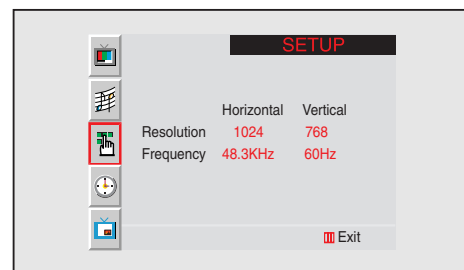 SETUP
Horizontal Vertical
Resolution 1024 768
Frequency 48.3KHz 60Hz
Exit